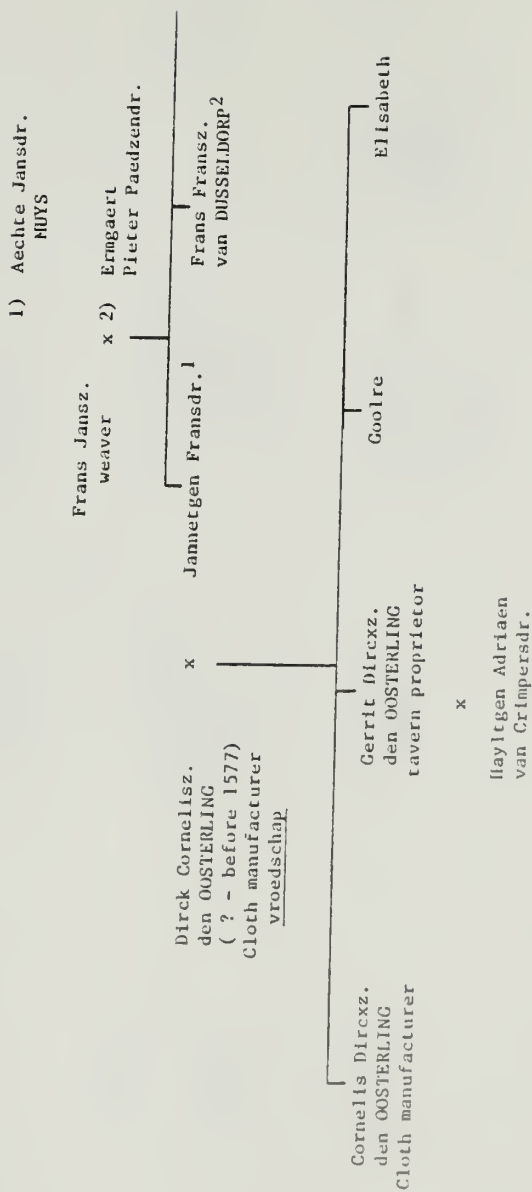 1) Aechte Jansdr.
MUYS
Frans Jansz.
weaver
x 2) Ermgaert
Pieter Paedzendr.
Jannetgen Fransdr.1
Frans Fransz.
van DUSSELDORP2
Dirck Cornelisz.
den OOSTERLING
( ? - before 1577)
Cloth manufacturer
vroedschap
x
Cornelis Dircxz.
den OOSTERLING
Cloth manufacturer
Gerrit Dircxz.
den OOSTERLING
tavern proprietor
x
Hayltgen Adriaen
van Crimpersdr.
Goolre
Elisabeth